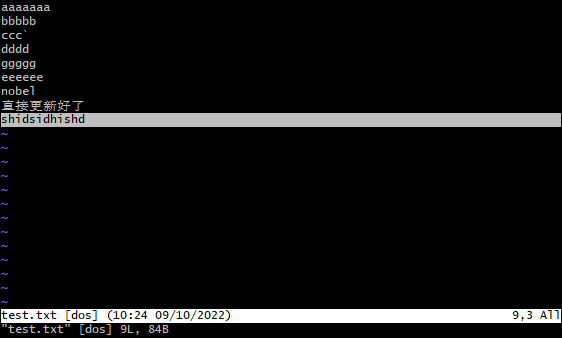 aaaaaaa
bbbbb
ccc`
dddd
ggggg
eeeeee
nobel
直接更新好了
shidsidhishd
~
~
~
~
~
~
~
~
~
~
~
~
~
test.txt [dos] (10:24 09/10/2022) 9,3 All
"test.txt" [dos] 9L, 84B